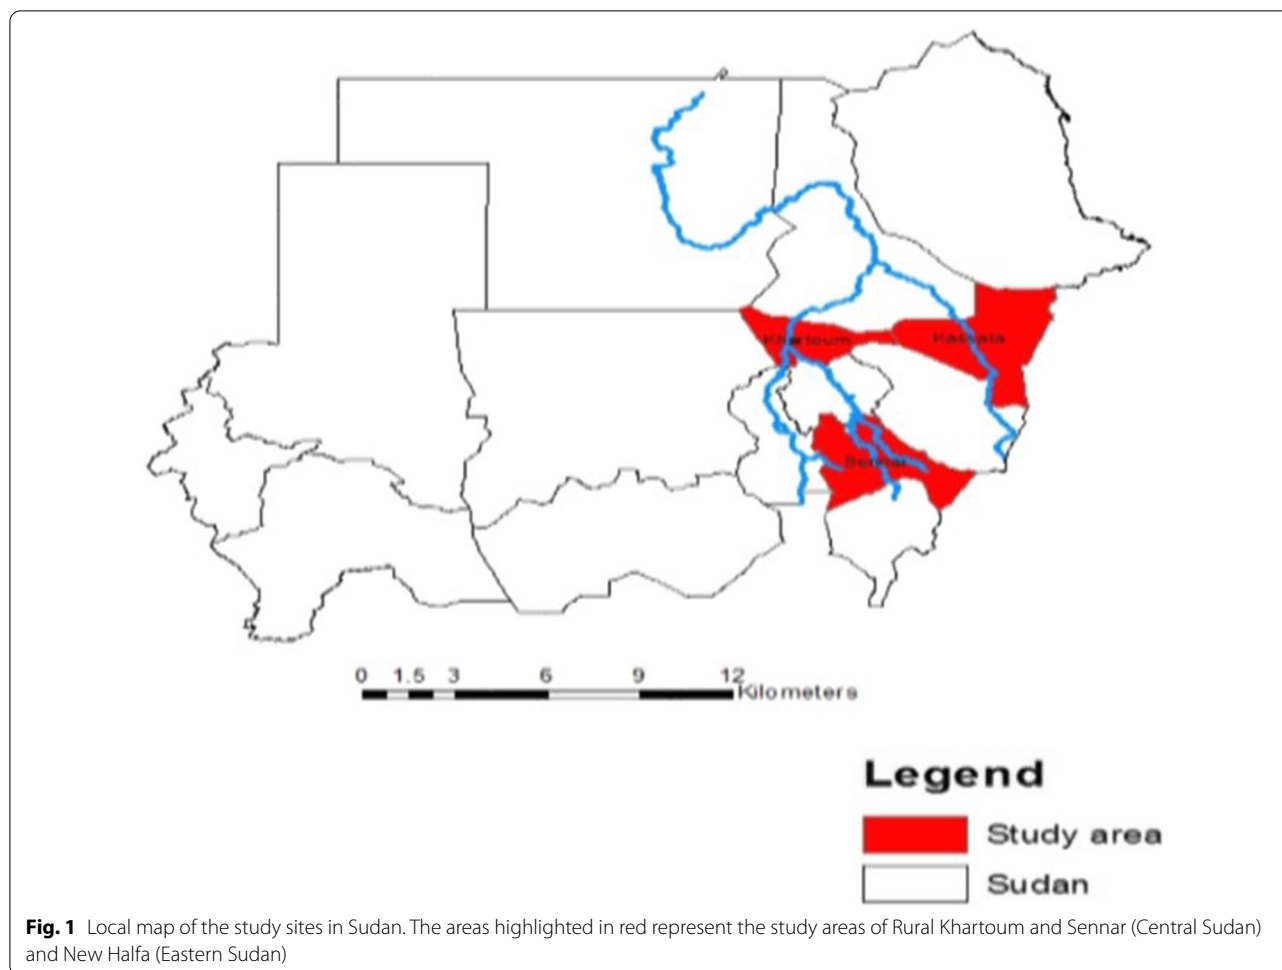 Khartoum
Kassala
Sennar
0 1.5 3 6 9 12
Kilometers
Legend
Study area
Sudan
Fig. 1 Local map of the study sites in Sudan. The areas highlighted in red represent the study areas of Rural Khartoum and Sennar (Central Sudan)
and New Halfa (Eastern Sudan)